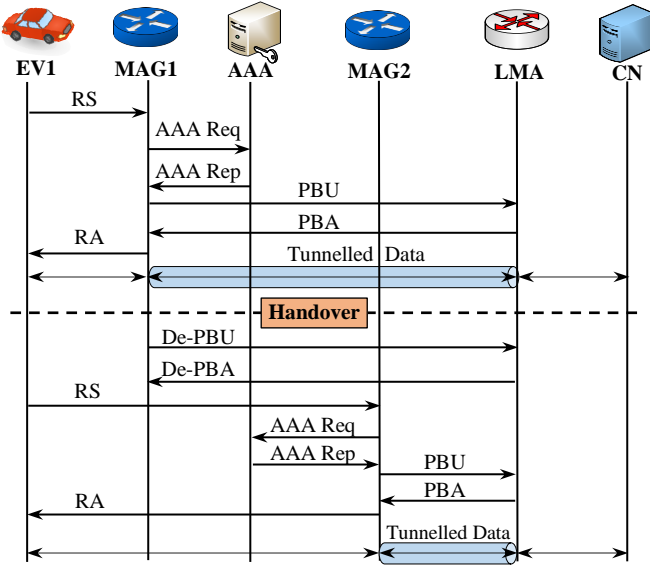 EV1 MAG1 AAA MAG2 LMA CN
RS
AAA Req
AAA Rep
PBU
PBA
RA
Tunnelled Data
Handover
De-PBU
De-PBA
RS
AAA Req
AAA Rep
PBU
PBA
RA
Tunnelled Data